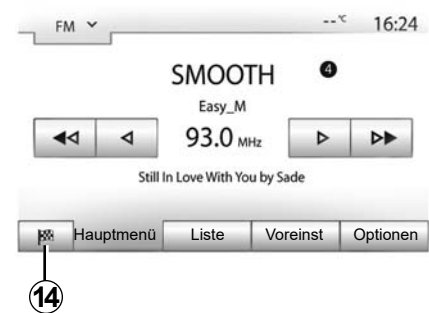 FM --°C 16:24
SMOOTH 4
Easy_M
93.0 MHz
Still In Love With You by Sade
Hauptmenü Liste Voreinst Optionen
14